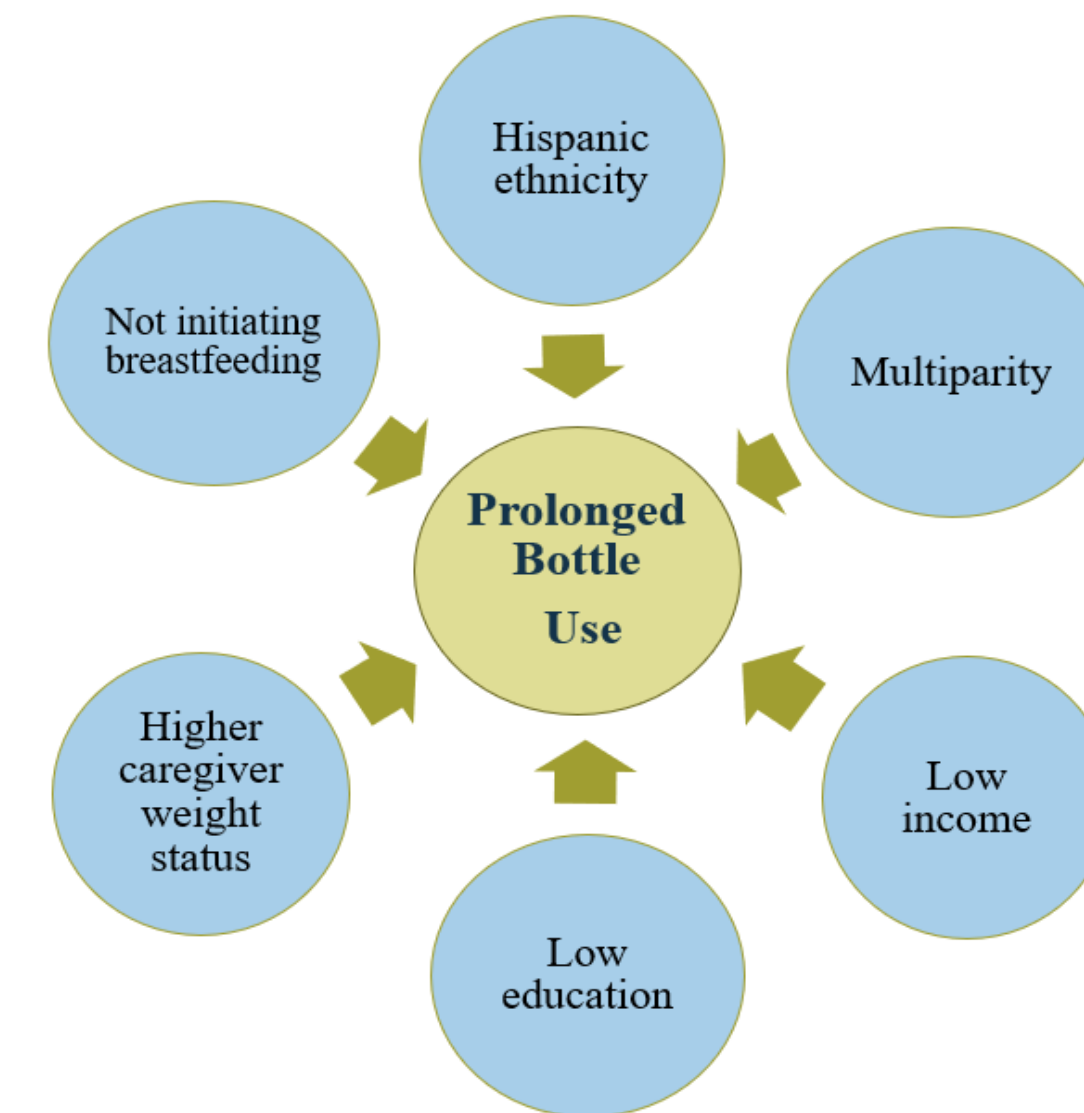 Hispanic
ethnicity
Not initiating
breastfeeding
Multiparity
Prolonged
Bottle
Use
Higher
caregiver
weight
status
Low
income
Low
education